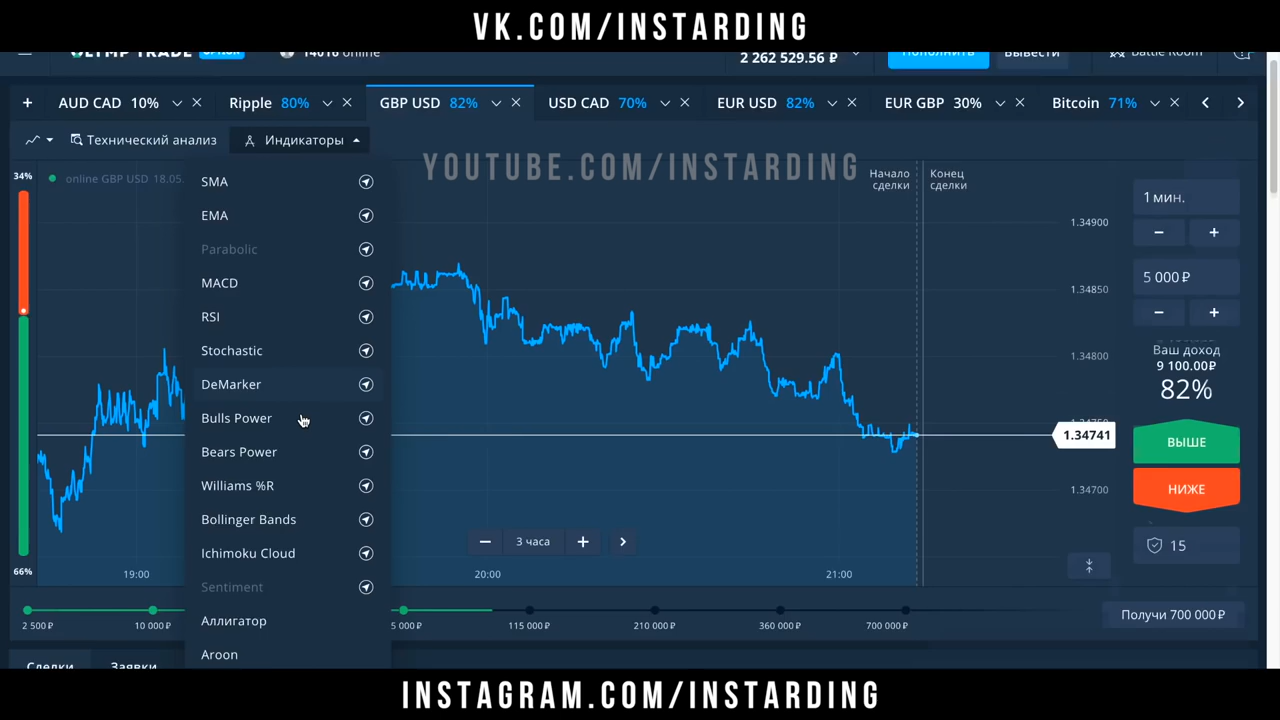 VK.COM/INSTARDING
OLYMP TRADE
14016 online
2 262 529.56 ₽
Пополнить
Вывести
Battle Room
+ AUD CAD 10%
Ripple 80%
GBP USD 82%
USD CAD 70%
EUR USD 82%
EUR GBP 30%
Bitcoin 71%
Технический анализ
Индикаторы
YOUTUBE.COM/INSTARDING
34%
online GBP USD 18.05.
SMA
EMA
Parabolic
MACD
RSI
Stochastic
DeMarker
Bulls Power
Bears Power
Williams %R
Bollinger Bands
Ichimoku Cloud
Sentiment
Аллигатор
Aroon
Начало
сделки
Конец
сделки
1.34900
1.34850
1.34800
1.34741
1.34700
1 мин.
− +
5 000 ₽
− +
Ваш доход
9 100.00₽
82%
ВЫШЕ
НИЖЕ
15
− 3 часа +
66%
19:00
20:00
21:00
2 500 ₽
10 000 ₽
5 000 ₽
115 000 ₽
210 000 ₽
360 000 ₽
700 000 ₽
Получи 700 000 ₽
Сделки
Заявки
INSTAGRAM.COM/INSTARDING